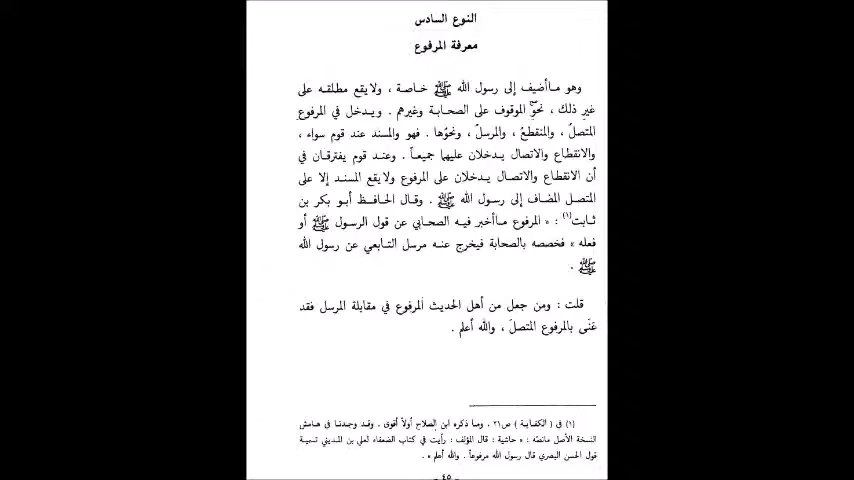 النوع السادس
معرفة المرفوع
وهو ما أضيف إلى رسول الله ﷺ خاصة ، ولا يقع مطلقه على
غير ذلك ، نحو الموقوف على الصحابة وغيرهم . ويدخل في المرفوع
المتصلُ ، والمنقطعُ ، والمرسلُ ، ونحوُها . فهو والمسند عند قوم سواء ،
والانقطاع والاتصال يدخلان عليهما جميعاً . وعند قوم يفترقان في
أن الانقطاع والاتصال يدخلان على المرفوع ولا يقع المسند إلا على
المتصل المضاف إلى رسول الله ﷺ . وقال الحافظ أبو بكر بن
ثابت(١) : « المرفوع ما أخبر فيه الصحابي عن قول الرسول ﷺ أو
فعله » فخصصه بالصحابة فيخرج عنه مرسل التابعي عن رسول الله
ﷺ .
قلت : ومن جعل من أهل الحديث المرفوع في مقابلة المرسل فقد
عَنَى بالمرفوع المتصلَ ، والله أعلم .
(١) في ( الكفاية ) ص٢١ . وما ذكره ابن الصلاح أولاً أقوى . وقد وجدنا في هامش
النسخة الأصل مانصّه : « حاشية : قال المؤلف : رأيت في كتاب الضعفاء لعلي بن المديني تسمية
قول الحسن البصري قال رسول الله مرفوعاً . والله أعلم » .
- ٤٥ -